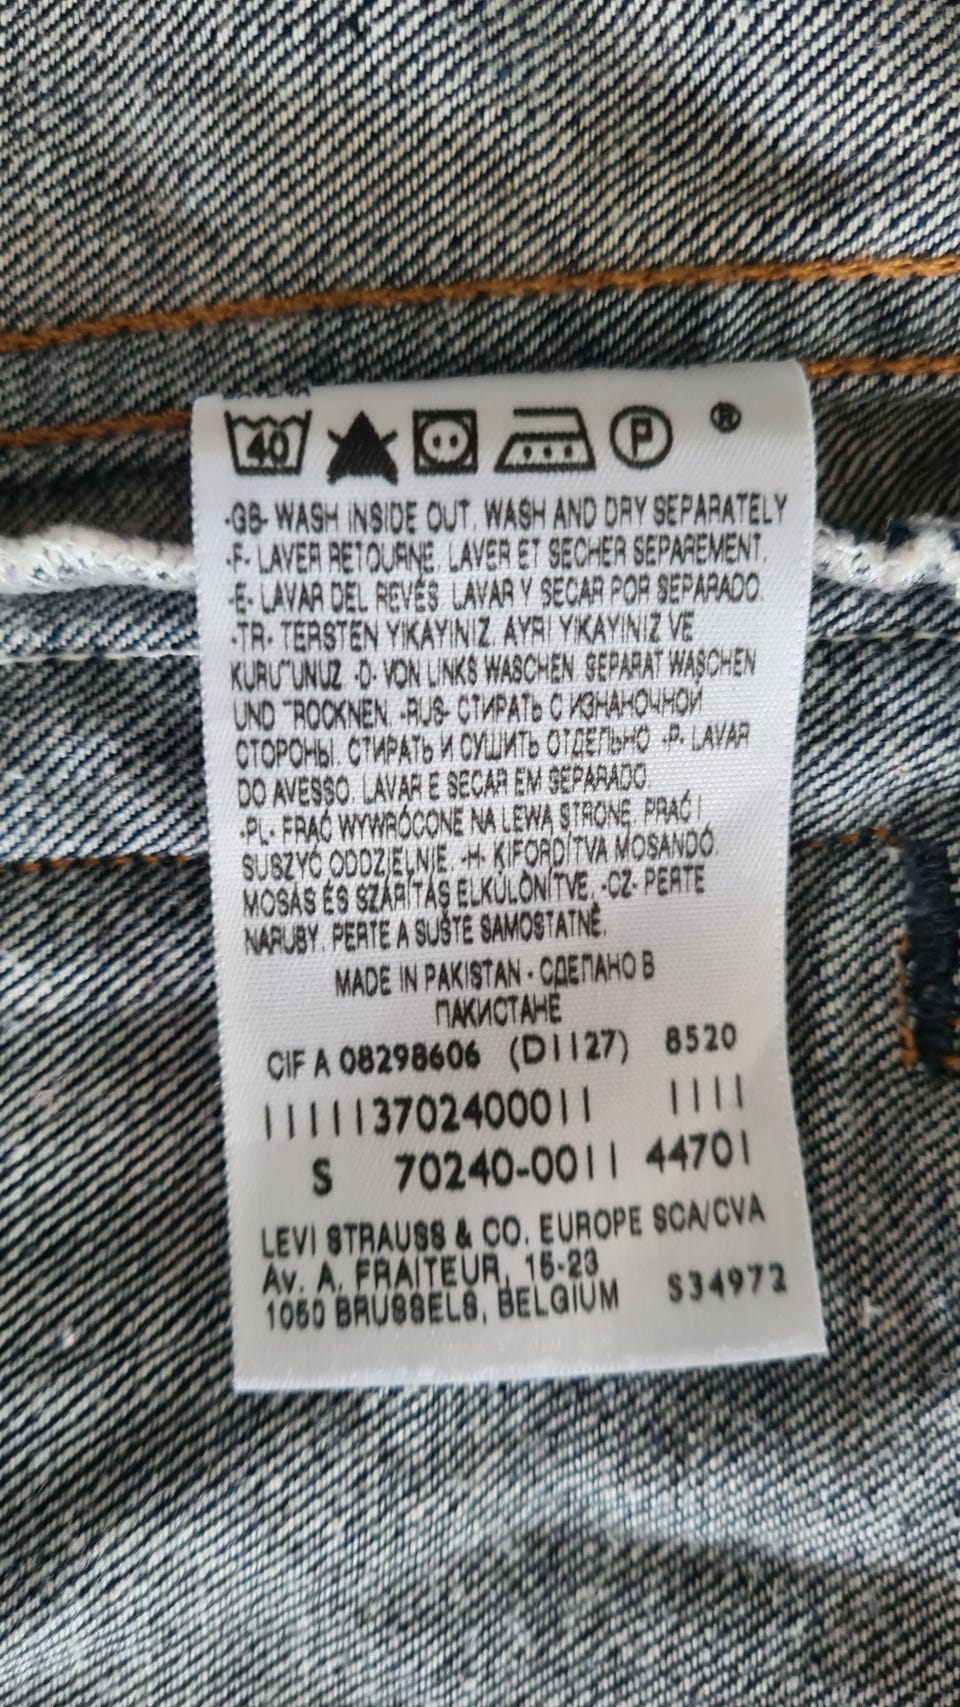 40 P ®
-GB- WASH INSIDE OUT. WASH AND DRY SEPARATELY
-F- LAVER RETOURNE. LAVER ET SECHER SEPAREMENT.
-E- LAVAR DEL REVÉS. LAVAR Y SECAR POR SEPARADO.
-TR- TERSTEN YIKAYINIZ. AYRI YIKAYINIZ VE
KURUTUNUZ -D- VON LINKS WASCHEN. SEPARAT WASCHEN
UND TROCKNEN. -RUS- СТИРАТЬ С ИЗНАНОЧНОЙ
СТОРОНЫ. СТИРАТЬ И СУШИТЬ ОТДЕЛЬНО -P- LAVAR
DO AVESSO. LAVAR E SECAR EM SEPARADO.
-PL- PRAĆ WYWRÓCONE NA LEWĄ STRONĘ. PRAĆ I
SUSZYĆ ODDZIELNIE. -H- KIFORDÍTVA MOSANDÓ.
MOSÁS ÉS SZÁRÍTÁS ELKÜLÖNÍTVE. -CZ- PERTE
NARUBY. PERTE A SUŠTE SAMOSTATNĚ.
MADE IN PAKISTAN - СДЕЛАНО В
ПАКИСТАНЕ
CIF A 08298606 (D1127) 8520
111113702400011 1111
S 70240-0011 44701
LEVI STRAUSS & CO. EUROPE SCA/CVA
Av. A. FRAITEUR, 15-23
1050 BRUSSELS, BELGIUM S34972